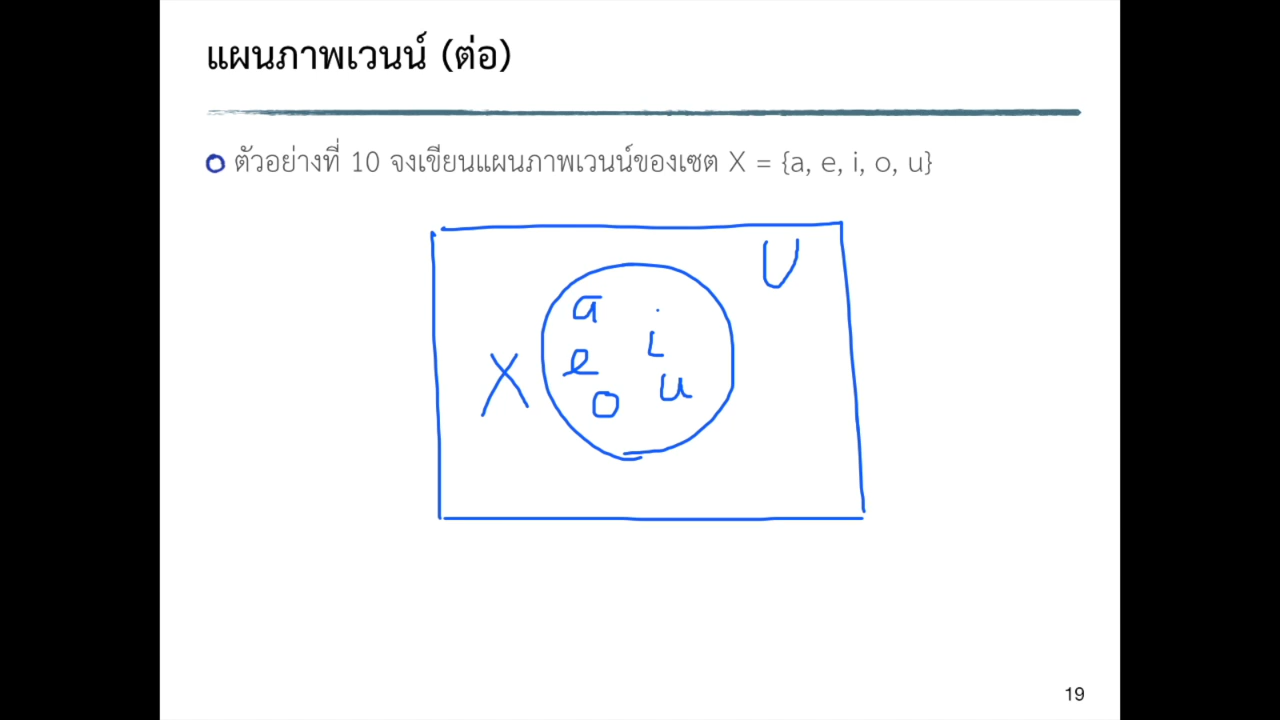 แผนภาพเวนน์ (ต่อ)
ตัวอย่างที่ 10 จงเขียนแผนภาพเวนน์ของเซต X = {a, e, i, o, u}
U
a i
X e u
o
19